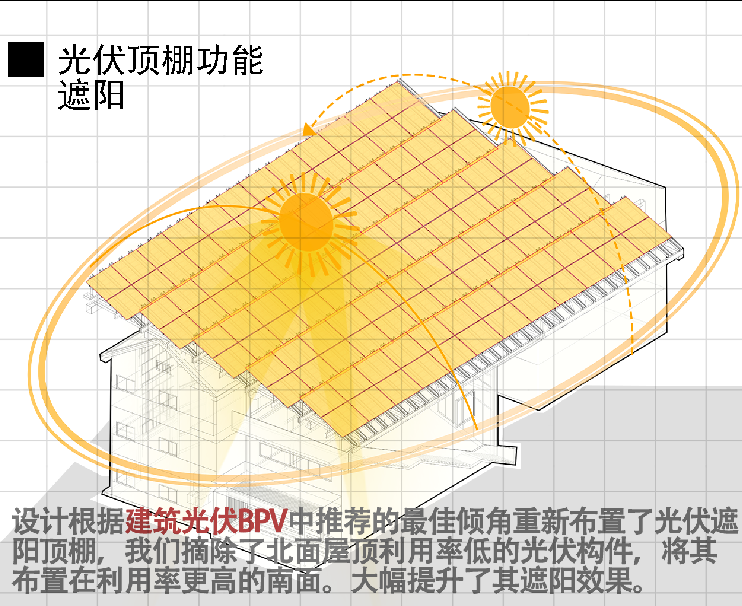 光伏顶棚功能
遮阳
设计根据建筑光伏BPV中推荐的最佳倾角重新布置了光伏遮
阳顶棚，我们摘除了北面屋顶利用率低的光伏构件，将其
布置在利用率更高的南面。大幅提升了其遮阳效果。